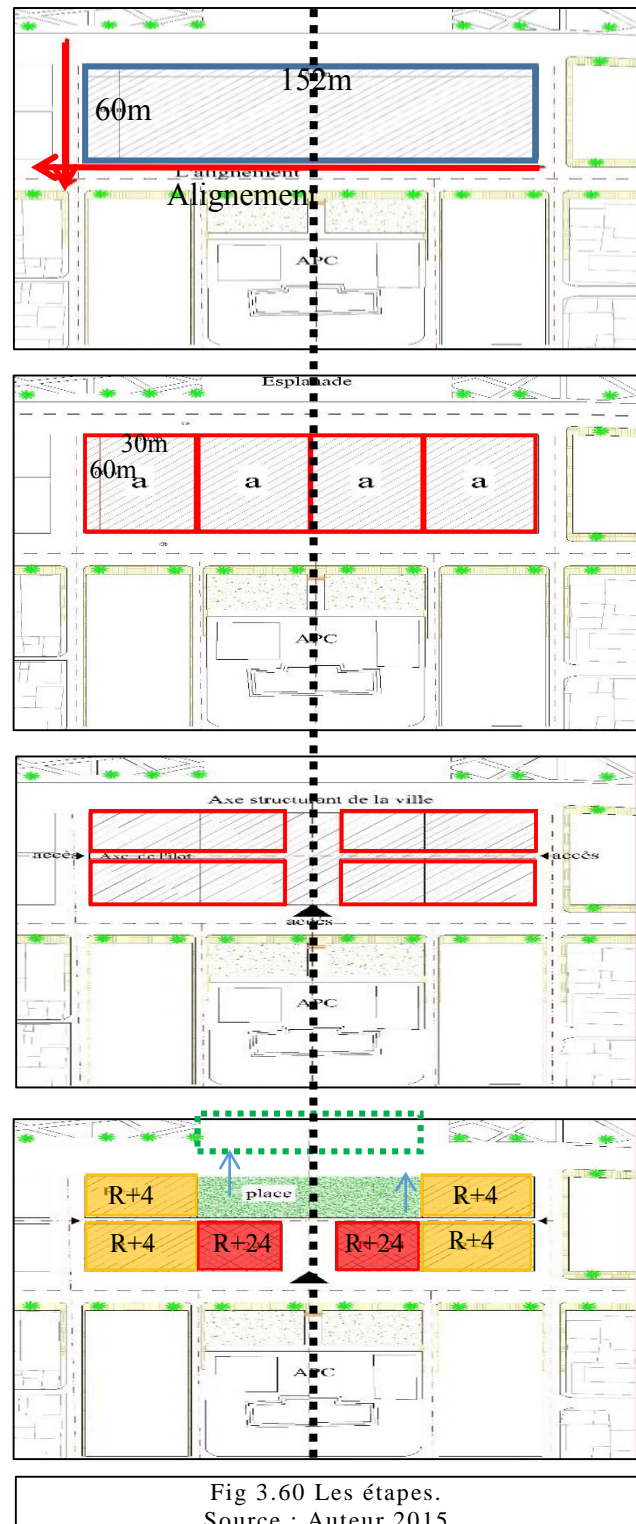 152m
60m
L'alignement
Alignement
APC
Esplanade
30m
60m
a a a a
APC
Axe structurant de la ville
accès Axe de l'ilot accès
accès
APC
R+4 place R+4
R+4 R+24 R+24 R+4
APC
Fig 3.60 Les étapes.
Source : Auteur 2015